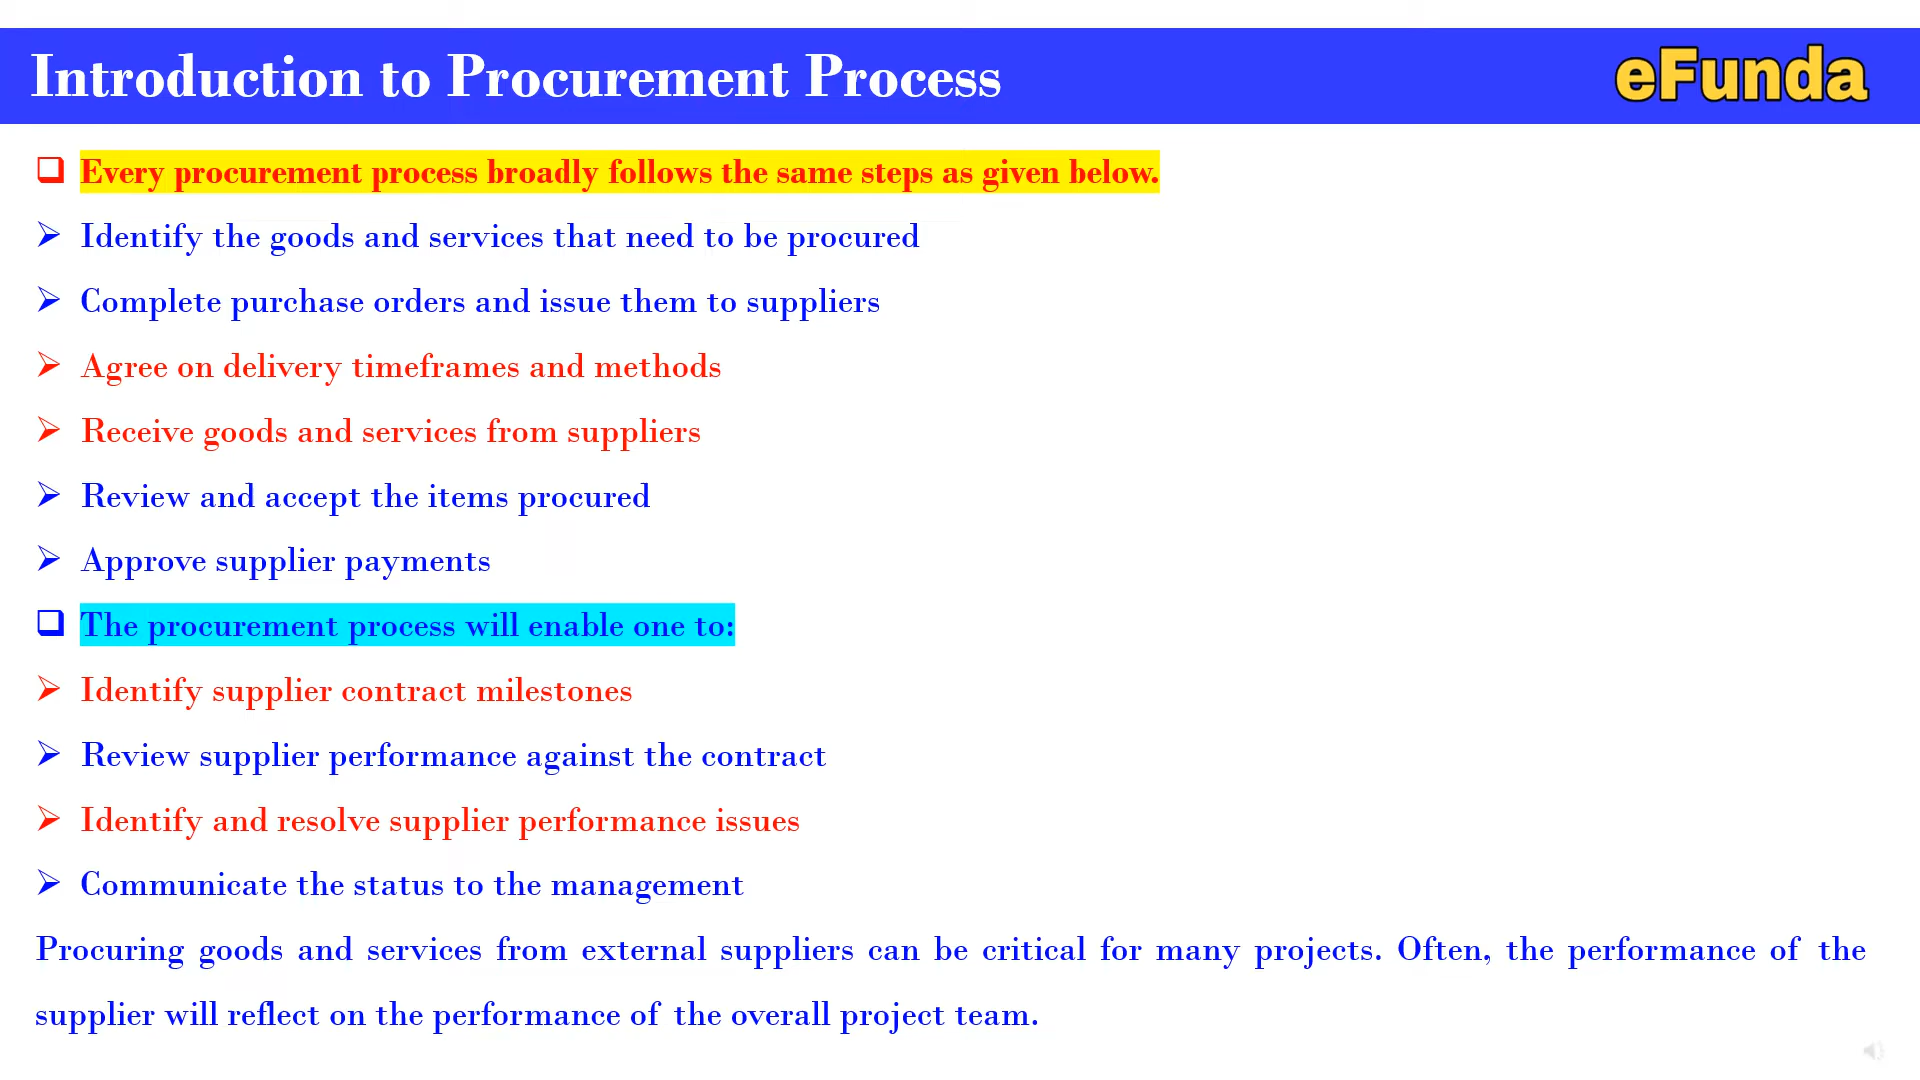 Introduction to Procurement Process
eFunda
Every procurement process broadly follows the same steps as given below.
Identify the goods and services that need to be procured
Complete purchase orders and issue them to suppliers
Agree on delivery timeframes and methods
Receive goods and services from suppliers
Review and accept the items procured
Approve supplier payments
The procurement process will enable one to:
Identify supplier contract milestones
Review supplier performance against the contract
Identify and resolve supplier performance issues
Communicate the status to the management
Procuring goods and services from external suppliers can be critical for many projects. Often, the performance of the
supplier will reflect on the performance of the overall project team.